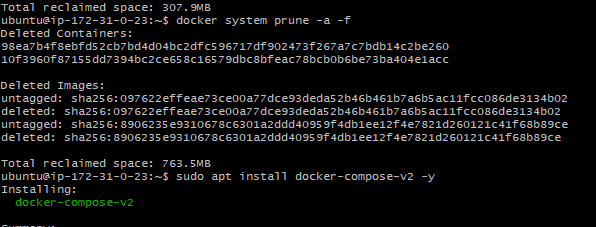 Total reclaimed space: 307.9MB
ubuntu@ip-172-31-0-23:~$ docker system prune -a -f
Deleted Containers:
98ea7b4f8ebfd52cb7bd4d04bc2dfc596717df902473f267a7c7bdb14c2be260
10f3960f87155dd7394bc2ce658c16579dbc8bfeac78bcb0b6be73ba404e1acc

Deleted Images:
untagged: sha256:097622effeae73ce00a77dce93deda52b46b461b7a6b5ac11fcc086de3134b02
deleted: sha256:097622effeae73ce00a77dce93deda52b46b461b7a6b5ac11fcc086de3134b02
untagged: sha256:8906235e9310678c6301a2ddd40959f4db1ee12f4e7821d260121c41f68b89ce
deleted: sha256:8906235e9310678c6301a2ddd40959f4db1ee12f4e7821d260121c41f68b89ce

Total reclaimed space: 763.5MB
ubuntu@ip-172-31-0-23:~$ sudo apt install docker-compose-v2 -y
Installing:
  docker-compose-v2